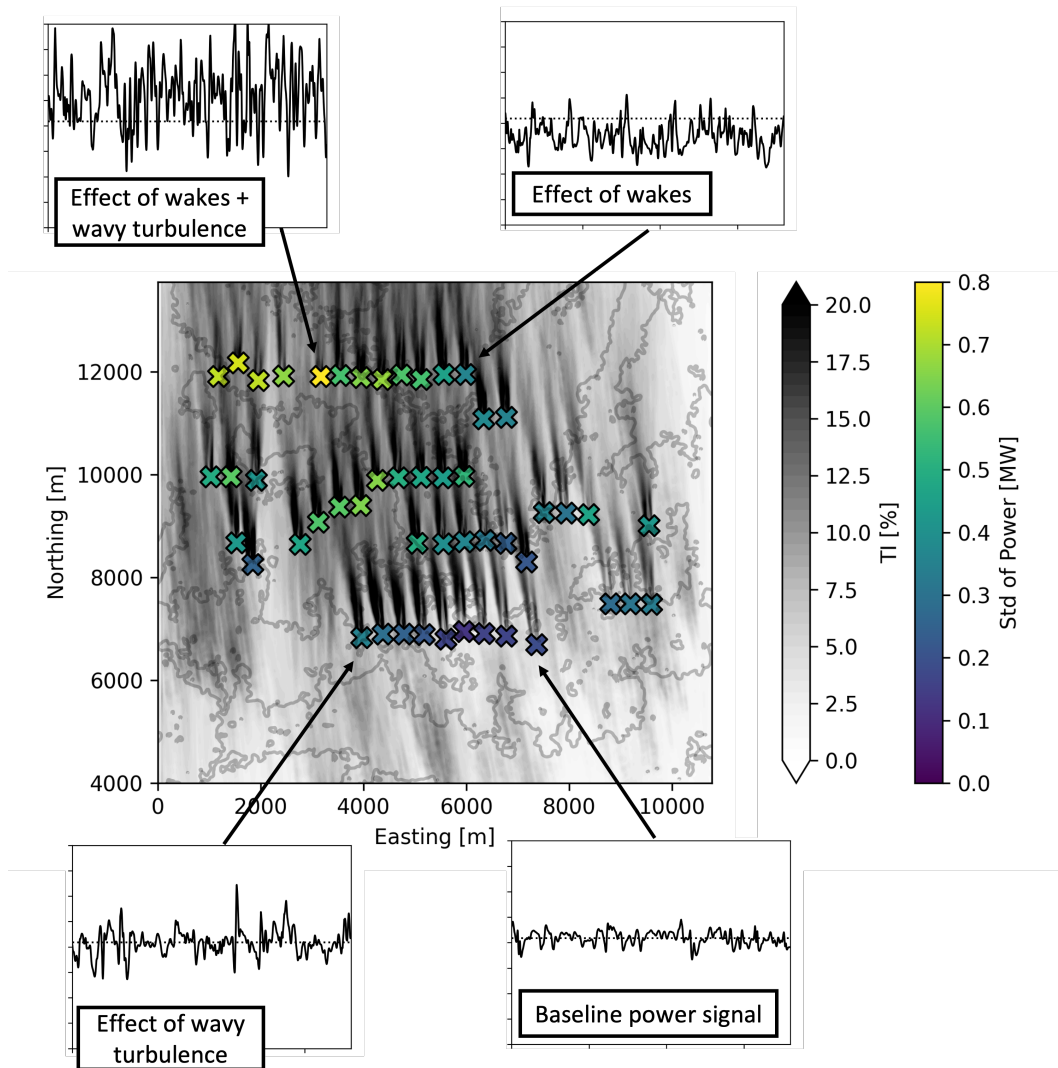 Effect of wakes +
wavy turbulence
Effect of wakes
12000
10000
8000
6000
4000
Northing [m]
0
2000
4000
6000
8000
10000
Easting [m]
20.0
17.5
15.0
12.5
10.0
7.5
5.0
2.5
0.0
TI [%]
0.8
0.7
0.6
0.5
0.4
0.3
0.2
0.1
0.0
Std of Power [MW]
Effect of wavy
turbulence
Baseline power signal